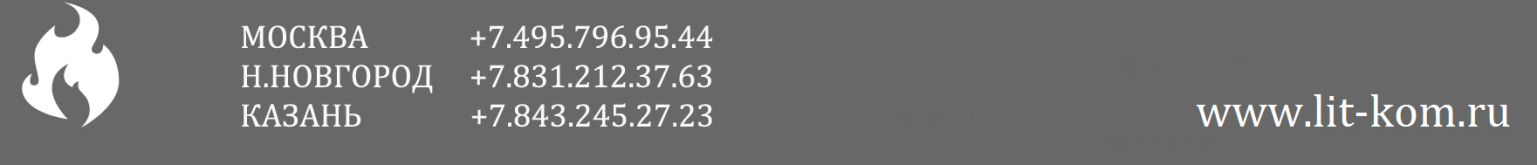 МОСКВА +7.495.796.95.44
Н.НОВГОРОД +7.831.212.37.63
КАЗАНЬ +7.843.245.27.23
www.lit-kom.ru